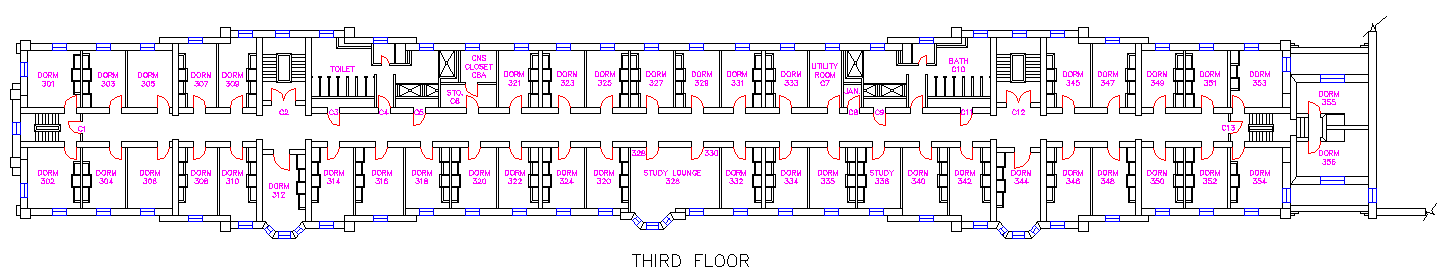 DORM
301
DORM
303
DORM
305
DORM
307
DORM
309
C2
TOILET
C3
C4
C5
CNS
CLOSET
C6A
STO.
C6
DORM
321
DORM
323
DORM
325
DORM
327
DORM
329
DORM
331
DORM
333
UTILITY
ROOM
C7
JAN.
C8
C9
BATH
C10
C11
C12
DORM
345
DORM
347
DORM
349
DORM
351
DORM
353
DORM
355
C1
C13
DORM
302
DORM
304
DORM
306
DORM
308
DORM
310
DORM
312
DORM
314
DORM
316
DORM
318
DORM
320
DORM
322
DORM
324
DORM
320
STUDY LOUNGE
328
330
DORM
332
DORM
334
DORM
335
STUDY
336
DORM
340
DORM
342
DORM
344
DORM
346
DORM
348
DORM
350
DORM
352
DORM
354
DORM
356
THIRD FLOOR